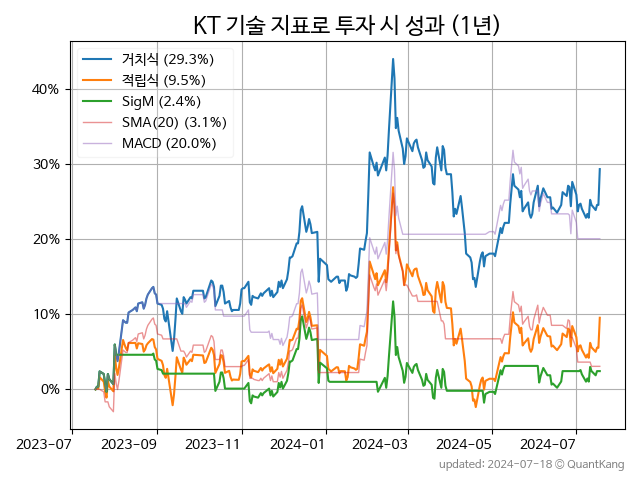 KT 기술 지표로 투자 시 성과 (1년)
거치식 (29.3%)
적립식 (9.5%)
SigM (2.4%)
SMA(20) (3.1%)
MACD (20.0%)
40%
30%
20%
10%
0%
2023-07 2023-09 2023-11 2024-01 2024-03 2024-05 2024-07
updated: 2024-07-18 © QuantKang